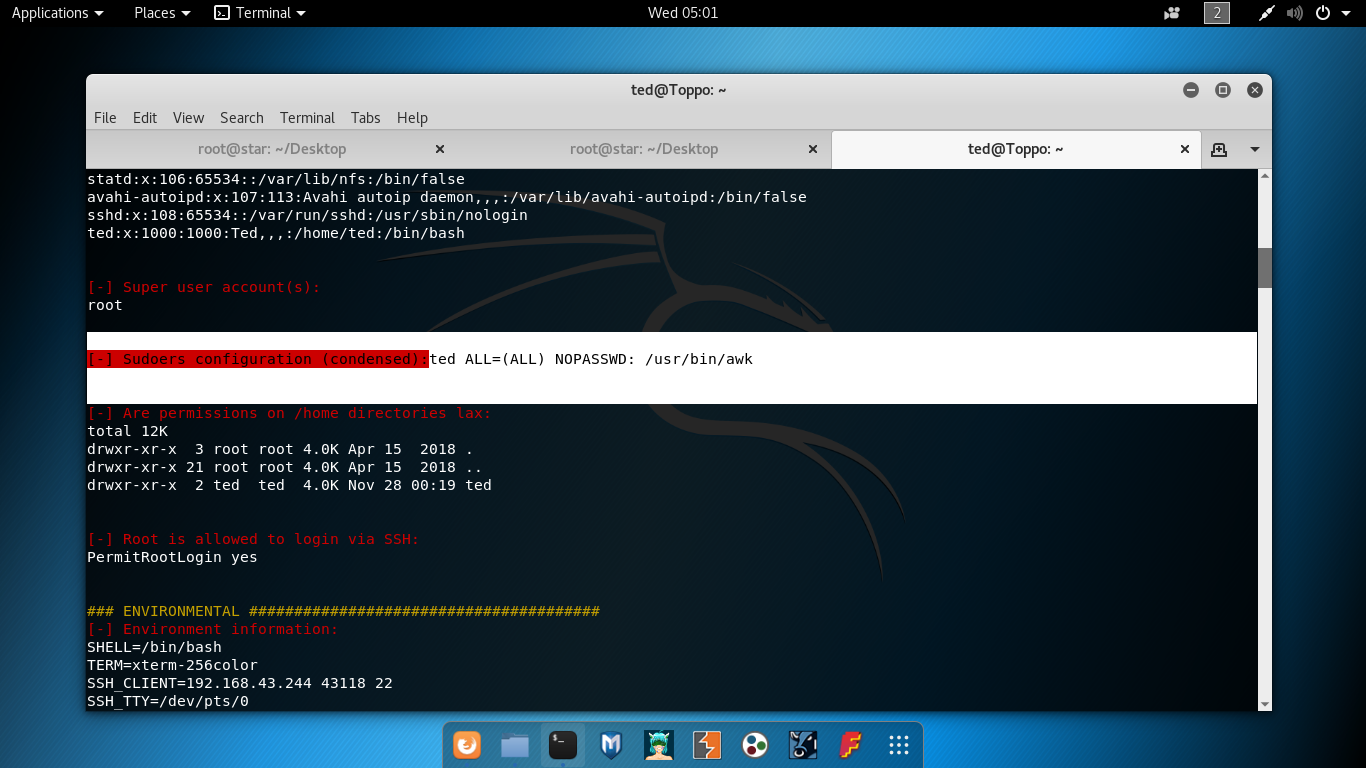 Applications Places Terminal Wed 05:01 2
ted@Toppo: ~
File Edit View Search Terminal Tabs Help
root@star: ~/Desktop root@star: ~/Desktop ted@Toppo: ~
statd:x:106:65534::/var/lib/nfs:/bin/false
avahi-autoipd:x:107:113:Avahi autoip daemon,,,:/var/lib/avahi-autoipd:/bin/false
sshd:x:108:65534::/var/run/sshd:/usr/sbin/nologin
ted:x:1000:1000:Ted,,,:/home/ted:/bin/bash
[-] Super user account(s):
root
[-] Sudoers configuration (condensed):ted ALL=(ALL) NOPASSWD: /usr/bin/awk
[-] Are permissions on /home directories lax:
total 12K
drwxr-xr-x  3 root root 4.0K Apr 15  2018 .
drwxr-xr-x 21 root root 4.0K Apr 15  2018 ..
drwxr-xr-x  2 ted  ted  4.0K Nov 28 00:19 ted
[-] Root is allowed to login via SSH:
PermitRootLogin yes
### ENVIRONMENTAL #######################################
[-] Environment information:
SHELL=/bin/bash
TERM=xterm-256color
SSH_CLIENT=192.168.43.244 43118 22
SSH_TTY=/dev/pts/0